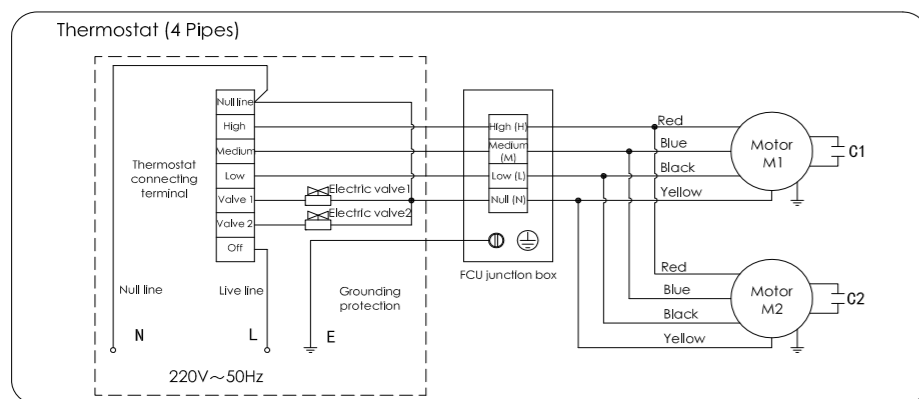 Thermostat (4 Pipes)
Null line
High
Medium
Low
Valve 1
Valve 2
Off
Thermostat
connecting
terminal
Electric valve1
Electric valve2
Null line
Live line
Grounding
protection
N
L
E
220V～50Hz
High (H)
Medium
(M)
Low (L)
Null (N)
FCU junction box
Red
Blue
Black
Yellow
Motor
M1
C1
Red
Blue
Black
Yellow
Motor
M2
C2